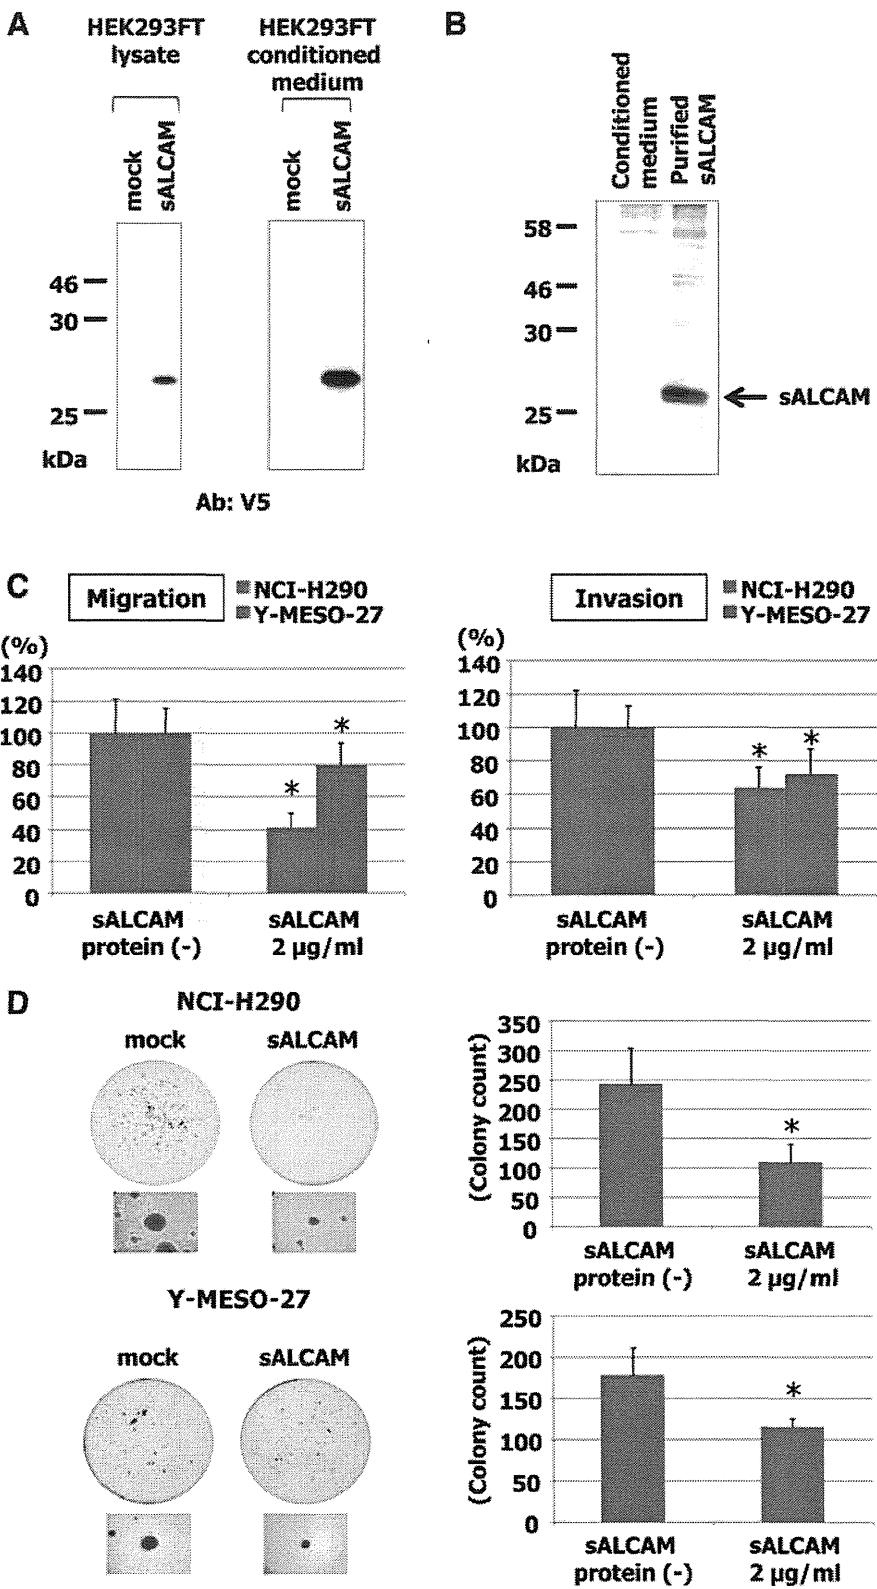 A
HEK293FT
lysate
HEK293FT
conditioned
medium
mock
sALCAM
mock
sALCAM
46
30
25
kDa
Ab: V5
B
Conditioned
medium
Purified
sALCAM
58
46
30
25
kDa
sALCAM
C
Migration
NCI-H290
Y-MESO-27
(%)
140
120
100
80
60
40
20
0
*
*
sALCAM
protein (-)
sALCAM
2 μg/ml
Invasion
NCI-H290
Y-MESO-27
(%)
140
120
100
80
60
40
20
0
*
*
sALCAM
protein (-)
sALCAM
2 μg/ml
D
NCI-H290
mock
sALCAM
(Colony count)
350
300
250
200
150
100
50
0
*
sALCAM
protein (-)
sALCAM
2 μg/ml
Y-MESO-27
mock
sALCAM
(Colony count)
250
200
150
100
50
0
*
sALCAM
protein (-)
sALCAM
2 μg/ml